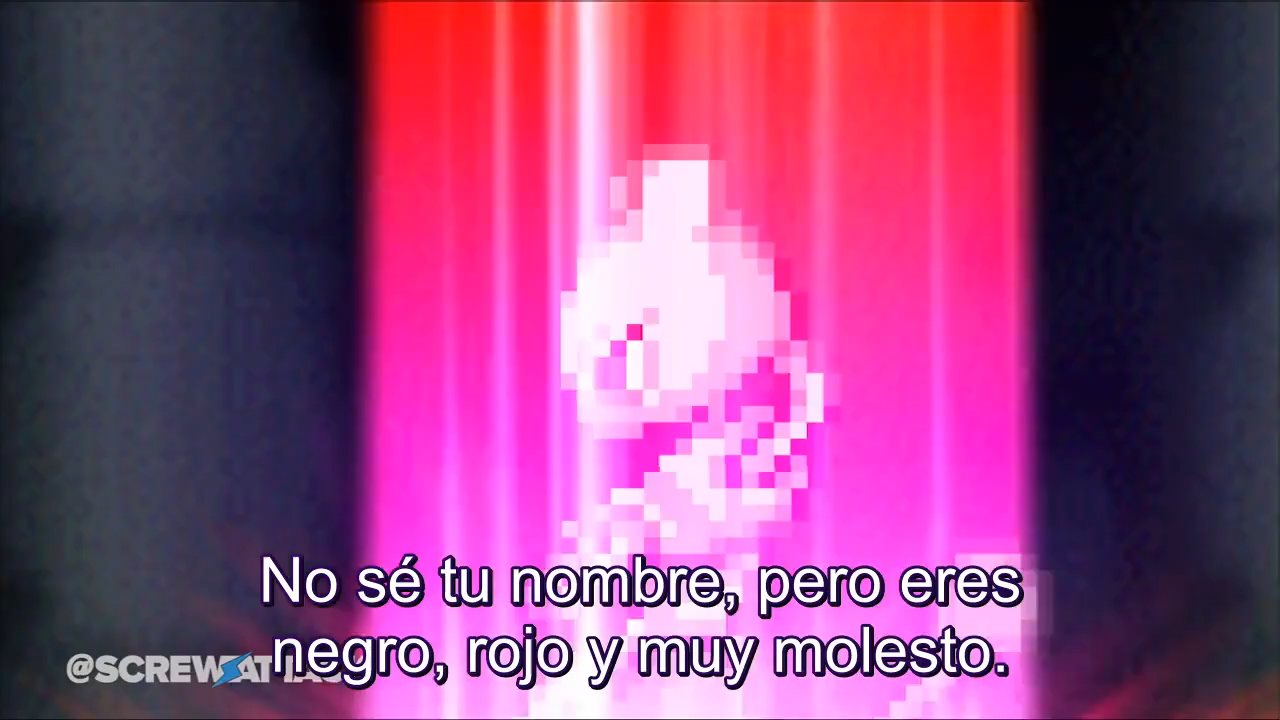 No sé tu nombre, pero eres
negro, rojo y muy molesto.